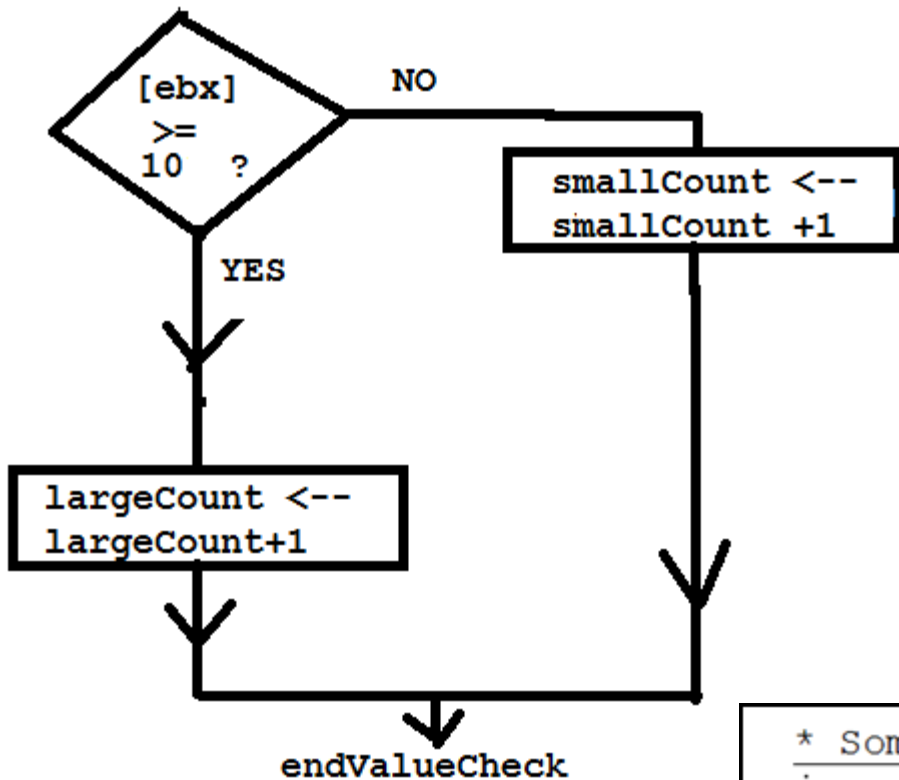 [ebx]
>=
10 ?
NO
smallCount <--
smallCount +1
YES
largeCount <--
largeCount+1
endValueCheck
*